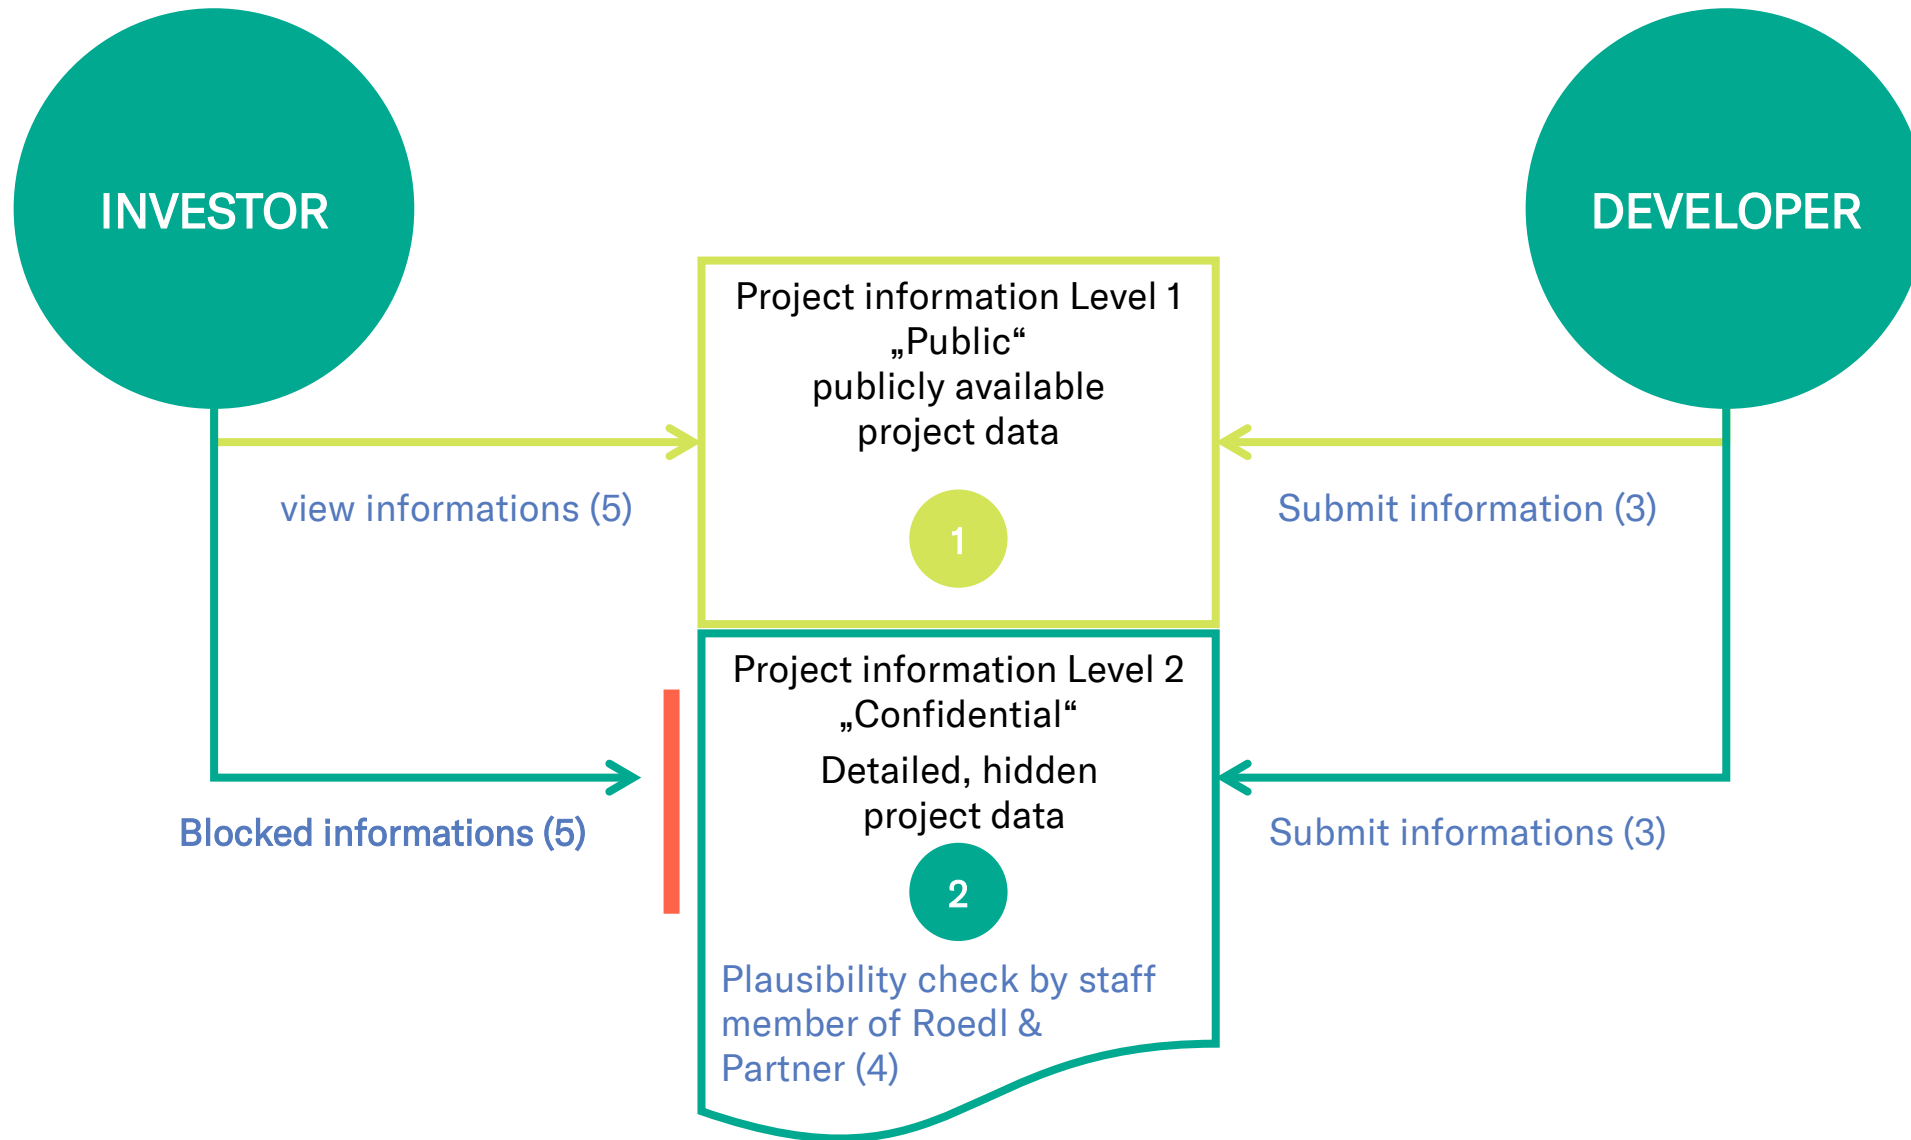 INVESTOR
DEVELOPER
Project information Level 1
„Public“
publicly available
project data
1
view informations (5)
Submit information (3)
Project information Level 2
„Confidential“
Detailed, hidden
project data
2
Blocked informations (5)
Submit informations (3)
Plausibility check by staff
member of Roedl &
Partner (4)